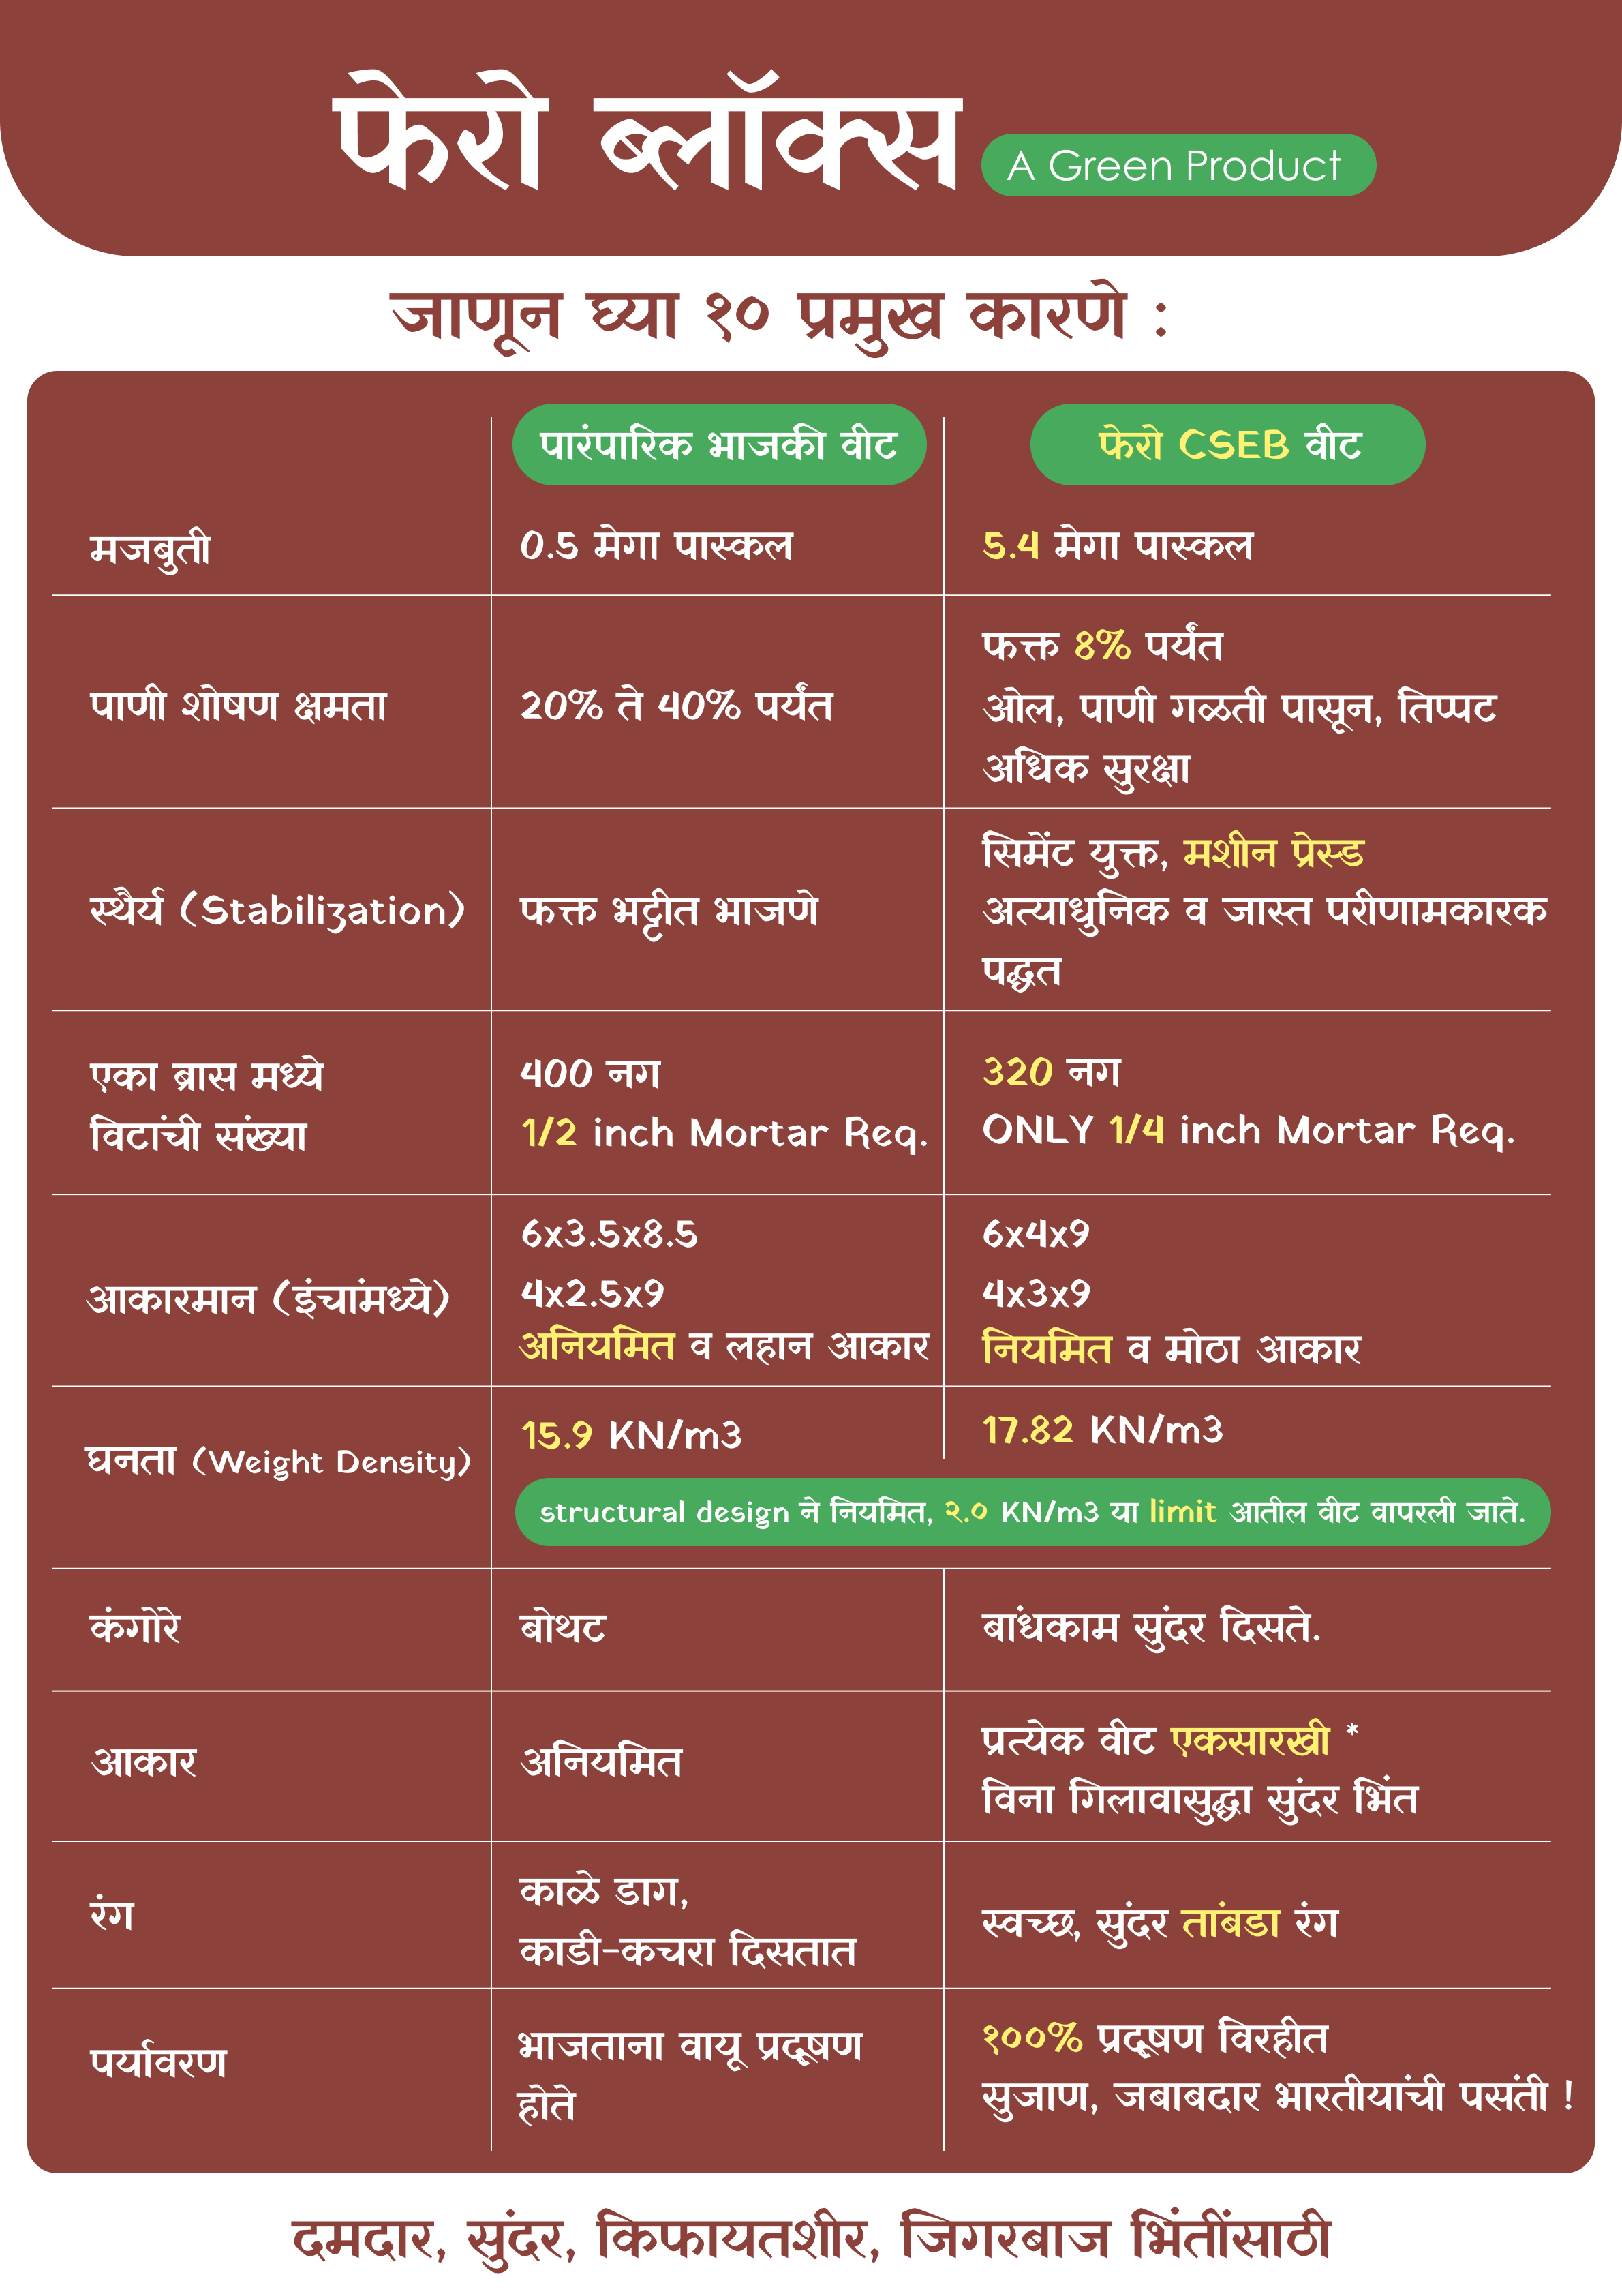 फेरो ब्लॉक्स A Green Product
जाणून घ्या १० प्रमुख कारणे :
पारंपारिक भाजकी वीट
फेरो CSEB वीट
मजबुती
0.5 मेगा पास्कल
5.4 मेगा पास्कल
पाणी शोषण क्षमता
20% ते 40% पर्यंत
फक्त 8% पर्यंत
ओल, पाणी गळती पासून, तिप्पट
अधिक सुरक्षा
स्थैर्य (Stabilization)
फक्त भट्टीत भाजणे
सिमेंट युक्त, मशीन प्रेस्ड
अत्याधुनिक व जास्त परीणामकारक
पद्धत
एका ब्रास मध्ये
विटांची संख्या
400 नग
1/2 inch Mortar Req.
320 नग
ONLY 1/4 inch Mortar Req.
आकारमान (इंचांमध्ये)
6x3.5x8.5
4x2.5x9
अनियमित व लहान आकार
6x4x9
4x3x9
नियमित व मोठा आकार
घनता (Weight Density)
15.9 KN/m3
17.82 KN/m3
structural design ने नियमित, २.० KN/m3 या limit आतील वीट वापरली जाते.
कंगोरे
बोथट
बांधकाम सुंदर दिसते.
आकार
अनियमित
प्रत्येक वीट एकसारखी *
विना गिलावासुद्धा सुंदर भिंत
रंग
काळे डाग,
काडी-कचरा दिसतात
स्वच्छ, सुंदर तांबडा रंग
पर्यावरण
भाजताना वायू प्रदूषण
होते
१००% प्रदूषण विरहीत
सुजाण, जबाबदार भारतीयांची पसंती !
दमदार, सुंदर, किफायतशीर, जिगरबाज भिंतींसाठी